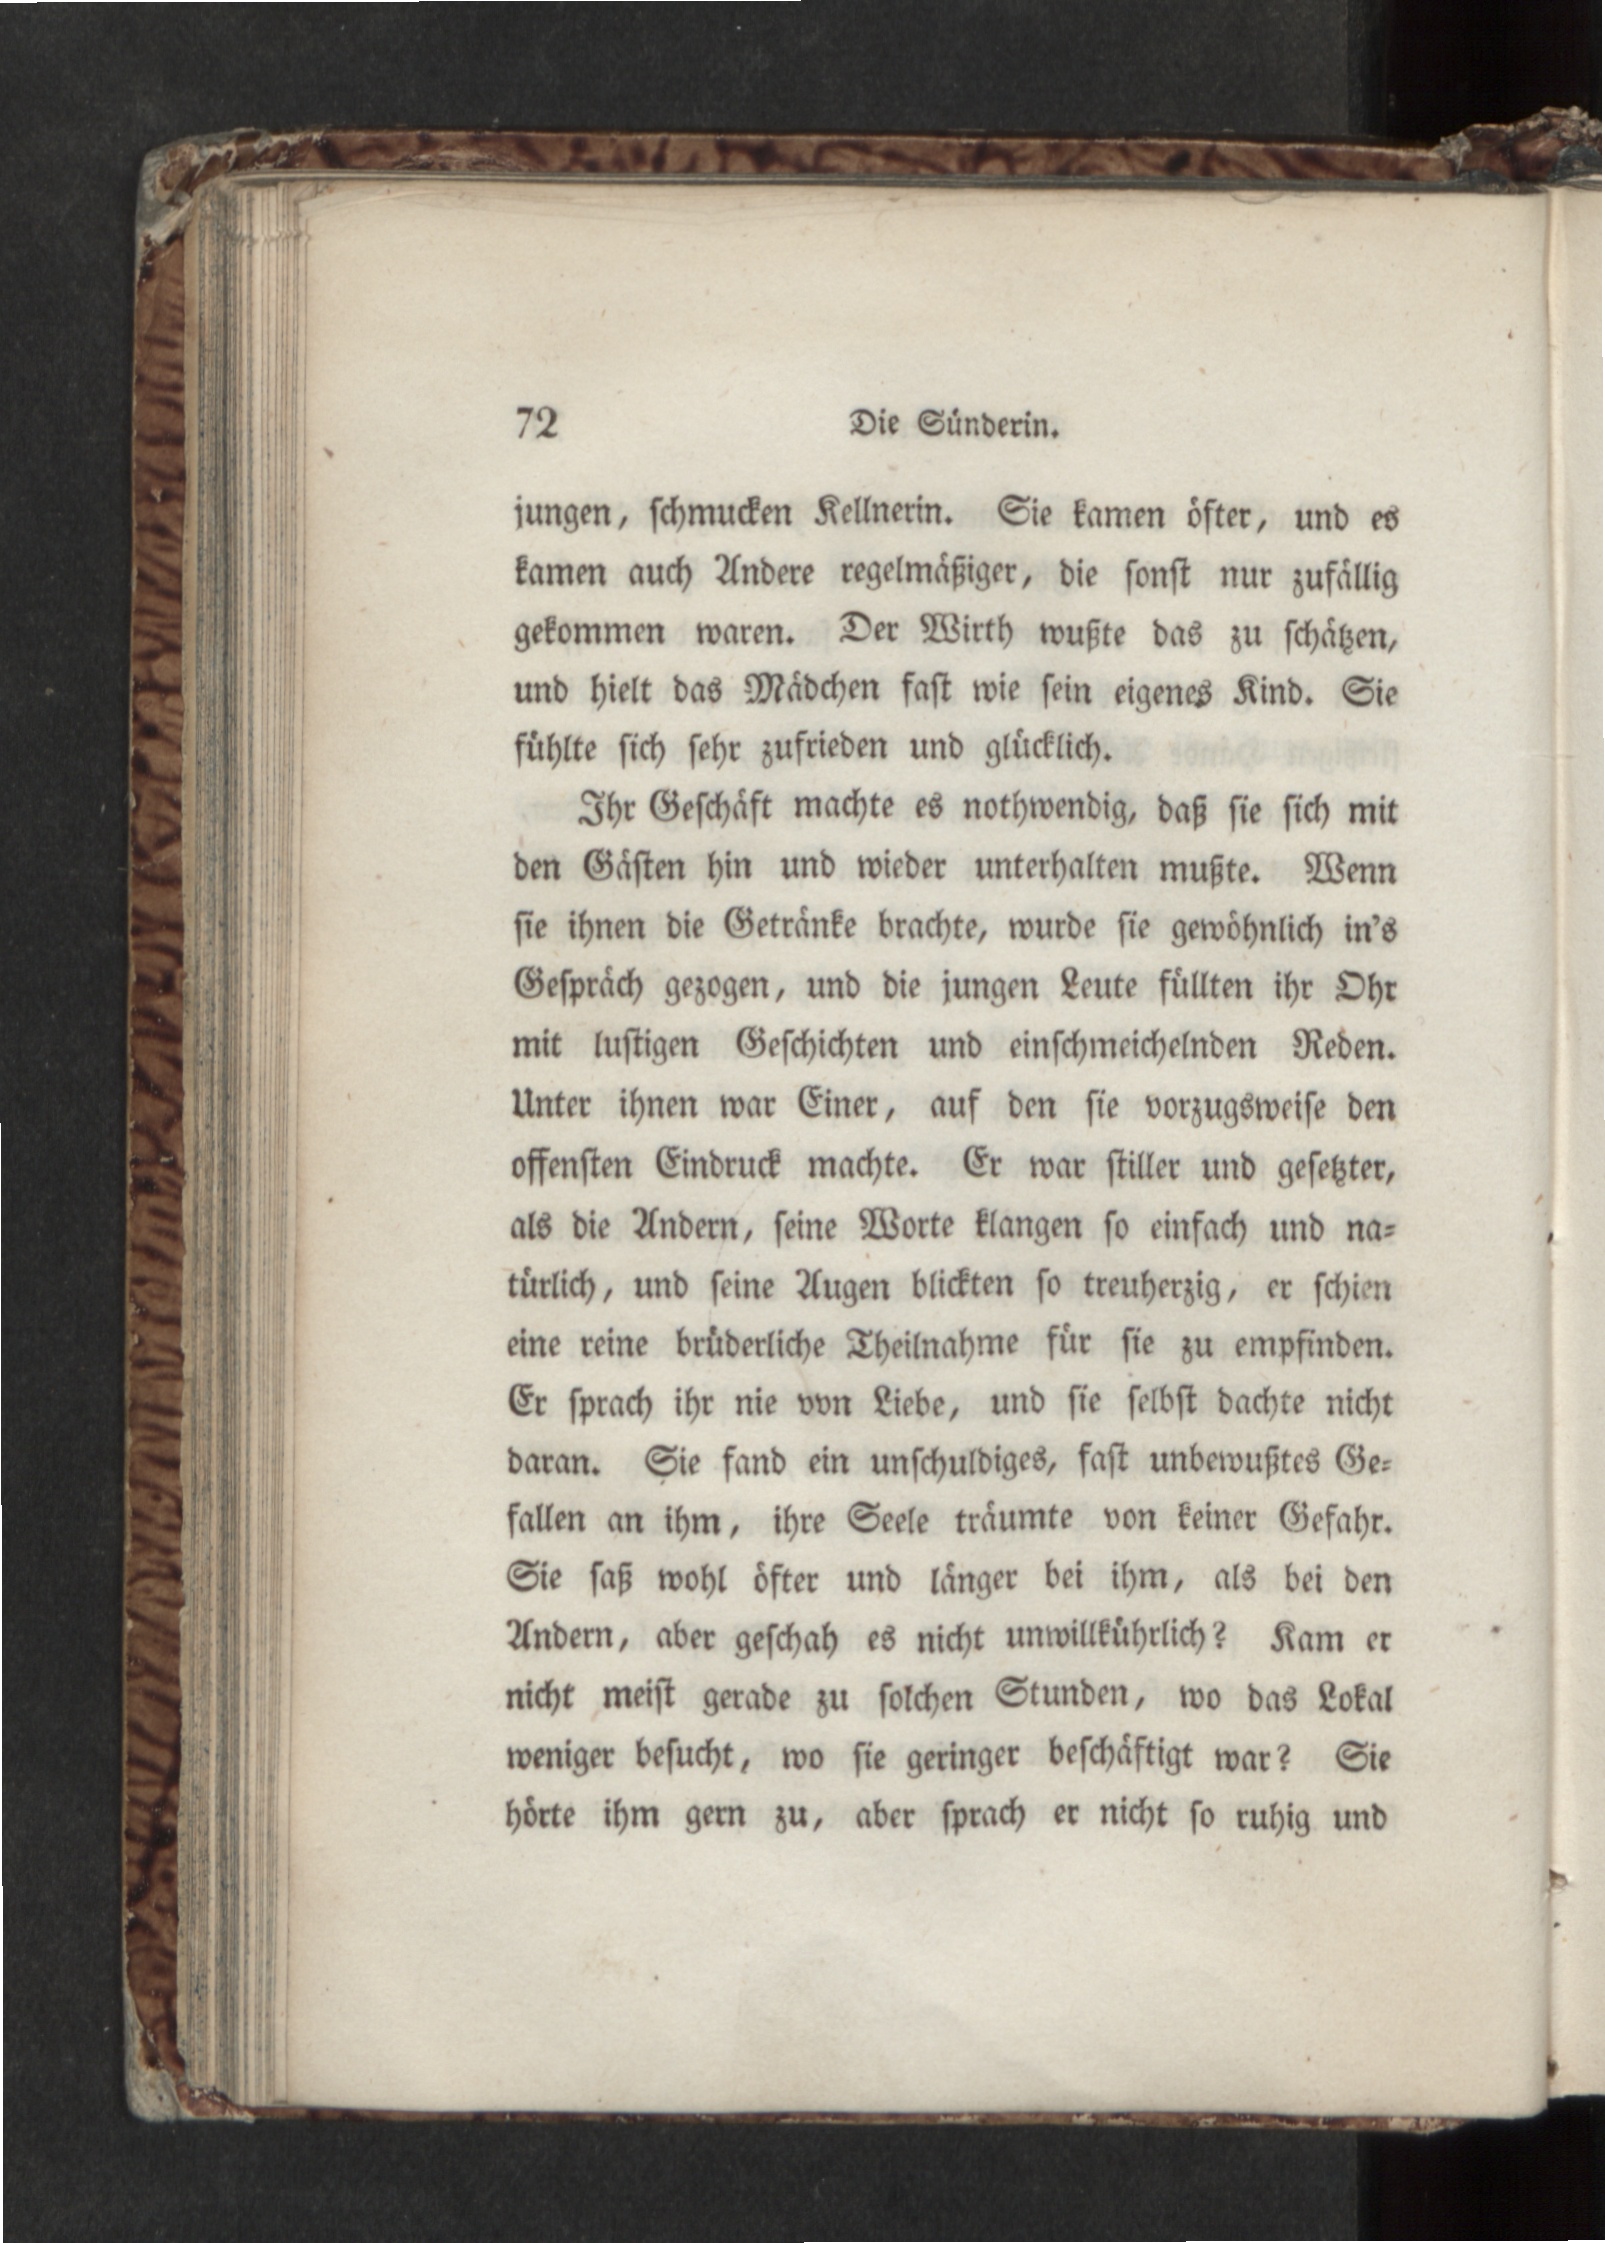 72 Die Sünderin.
jungen, schmucken Kellnerin. Sie kamen öfter, und es
kamen auch Andere regelmäßiger, die sonst nur zufällig
gekommen waren. Der Wirth wußte das zu schätzen,
und hielt das Mädchen fast wie sein eigenes Kind. Sie
fühlte sich sehr zufrieden und glücklich.
Ihr Geschäft machte es nothwendig, daß sie sich mit
den Gästen hin und wieder unterhalten mußte. Wenn
sie ihnen die Getränke brachte, wurde sie gewöhnlich in's
Gespräch gezogen, und die jungen Leute füllten ihr Ohr
mit lustigen Geschichten und einschmeichelnden Reden.
Unter ihnen war Einer, auf den sie vorzugsweise den
offensten Eindruck machte. Er war stiller und gesetzter,
als die Andern, seine Worte klangen so einfach und na-
türlich, und seine Augen blickten so treuherzig, er schien
eine reine brüderliche Theilnahme für sie zu empfinden.
Er sprach ihr nie von Liebe, und sie selbst dachte nicht
daran. Sie fand ein unschuldiges, fast unbewußtes Ge-
fallen an ihm, ihre Seele träumte von keiner Gefahr.
Sie saß wohl öfter und länger bei ihm, als bei den
Andern, aber geschah es nicht unwillkührlich? Kam er
nicht meist gerade zu solchen Stunden, wo das Lokal
weniger besucht, wo sie geringer beschäftigt war? Sie
hörte ihm gern zu, aber sprach er nicht so ruhig und